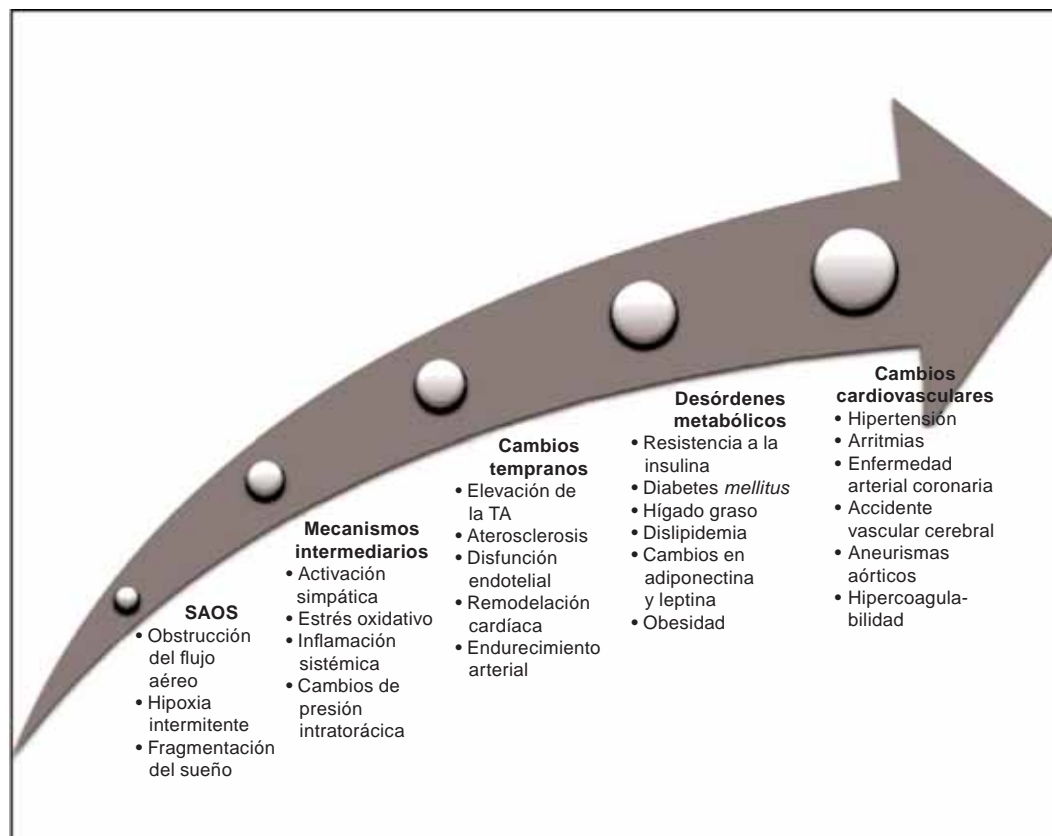 SAOS
• Obstrucción
del flujo
aéreo
• Hipoxia
intermitente
• Fragmentación
del sueño
Mecanismos
intermediarios
• Activación
simpática
• Estrés oxidativo
• Inflamación
sistémica
• Cambios de
presión
intratorácica
Cambios
tempranos
• Elevación de
la TA
• Aterosclerosis
• Disfunción
endotelial
• Remodelación
cardíaca
• Endurecimiento
arterial
Desórdenes
metabólicos
• Resistencia a la
insulina
• Diabetes mellitus
• Hígado graso
• Dislipidemia
• Cambios en
adiponectina
y leptina
• Obesidad
Cambios
cardiovasculares
• Hipertensión
• Arritmias
• Enfermedad
arterial coronaria
• Accidente
vascular cerebral
• Aneurismas
aórticos
• Hipercoagula-
bilidad